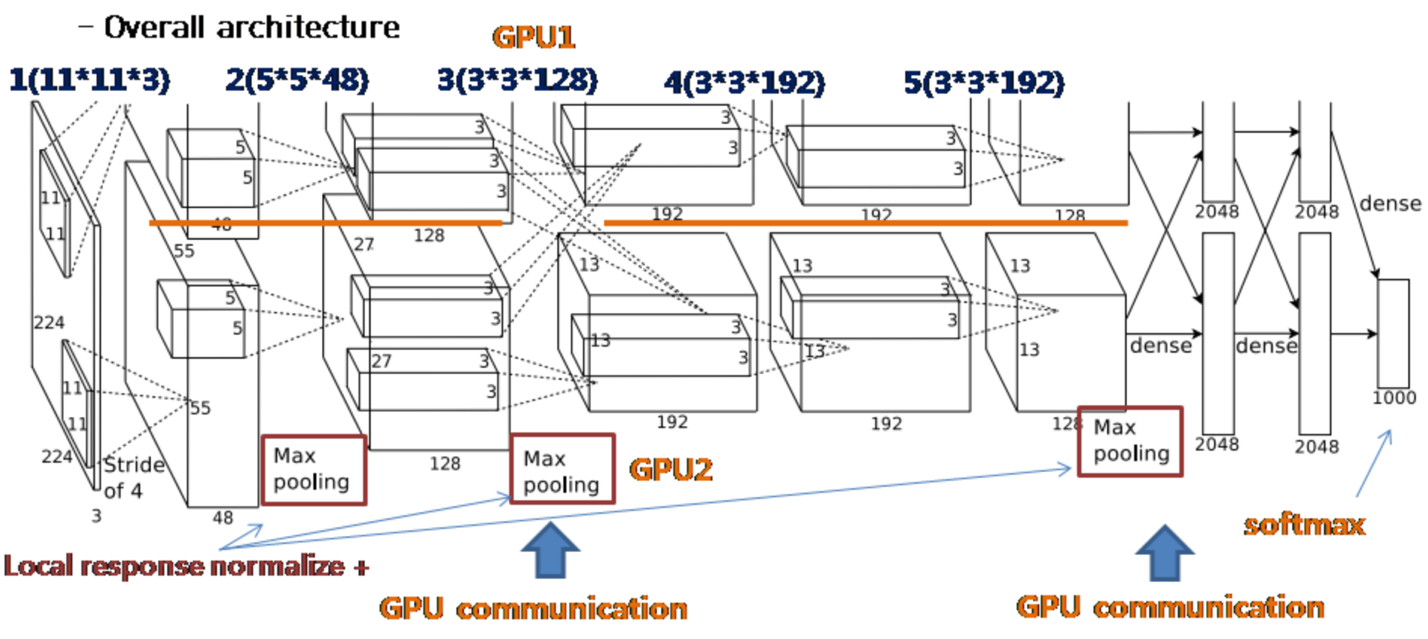 – Overall architecture
GPU1
1(11*11*3) 2(5*5*48) 3(3*3*128) 4(3*3*192) 5(3*3*192)
3
3
5
3
3
5
3
3
11
11
48
192
192
128
2048
2048
dense
55
27
128
13
13
13
5
5
3
3
3
3
224
13
3
3
13
13
27
3
3
dense
dense
11
11
55
1000
192
192
128
128
224
Stride
of 4
3
48
Max
pooling
Max
pooling
Max
pooling
2048
2048
GPU2
softmax
Local response normalize +
GPU communication
GPU communication